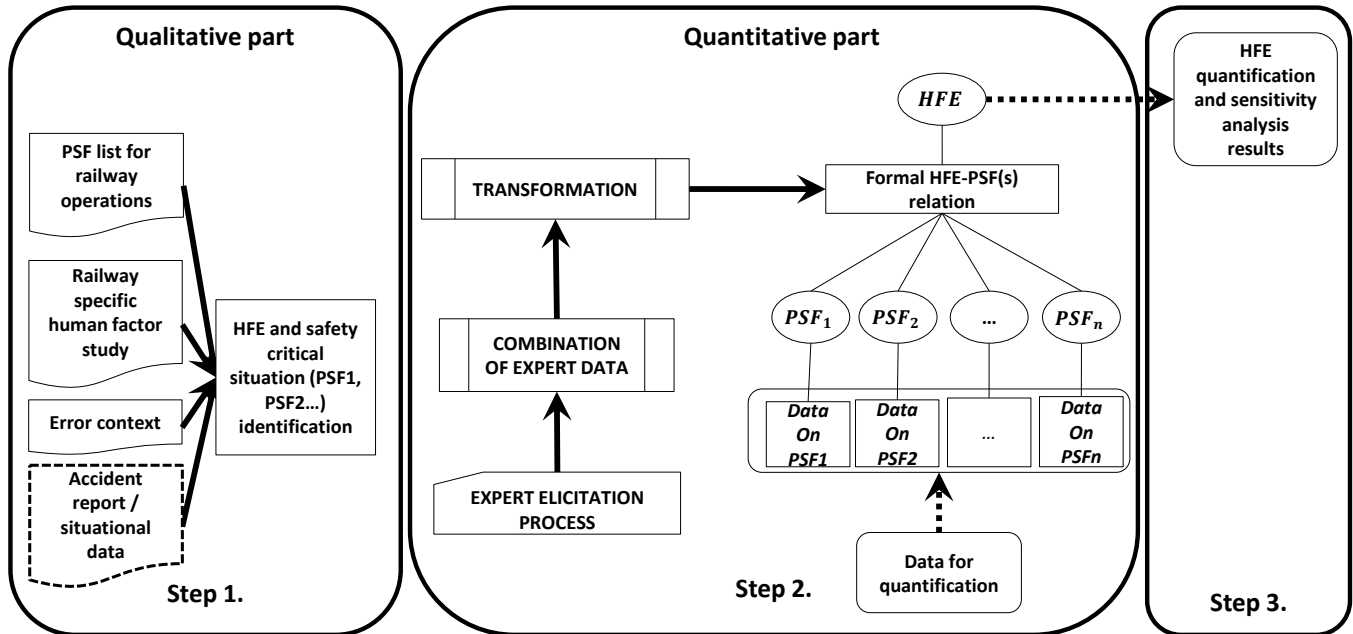 Qualitative part
PSF list for
railway
operations
Railway
specific
human factor
study
Error context
Accident
report /
situational
data
HFE and safety
critical
situation (PSF1,
PSF2...)
identification
Step 1.
Quantitative part
HFE
TRANSFORMATION
Formal HFE-PSF(s)
relation
COMBINATION
OF EXPERT DATA
PSF₁
PSF₂
...
PSFₙ
Data
On
PSF1
Data
On
PSF2
...
Data
On
PSFn
EXPERT ELICITATION
PROCESS
Data for
quantification
Step 2.
HFE
quantification
and sensitivity
analysis
results
Step 3.